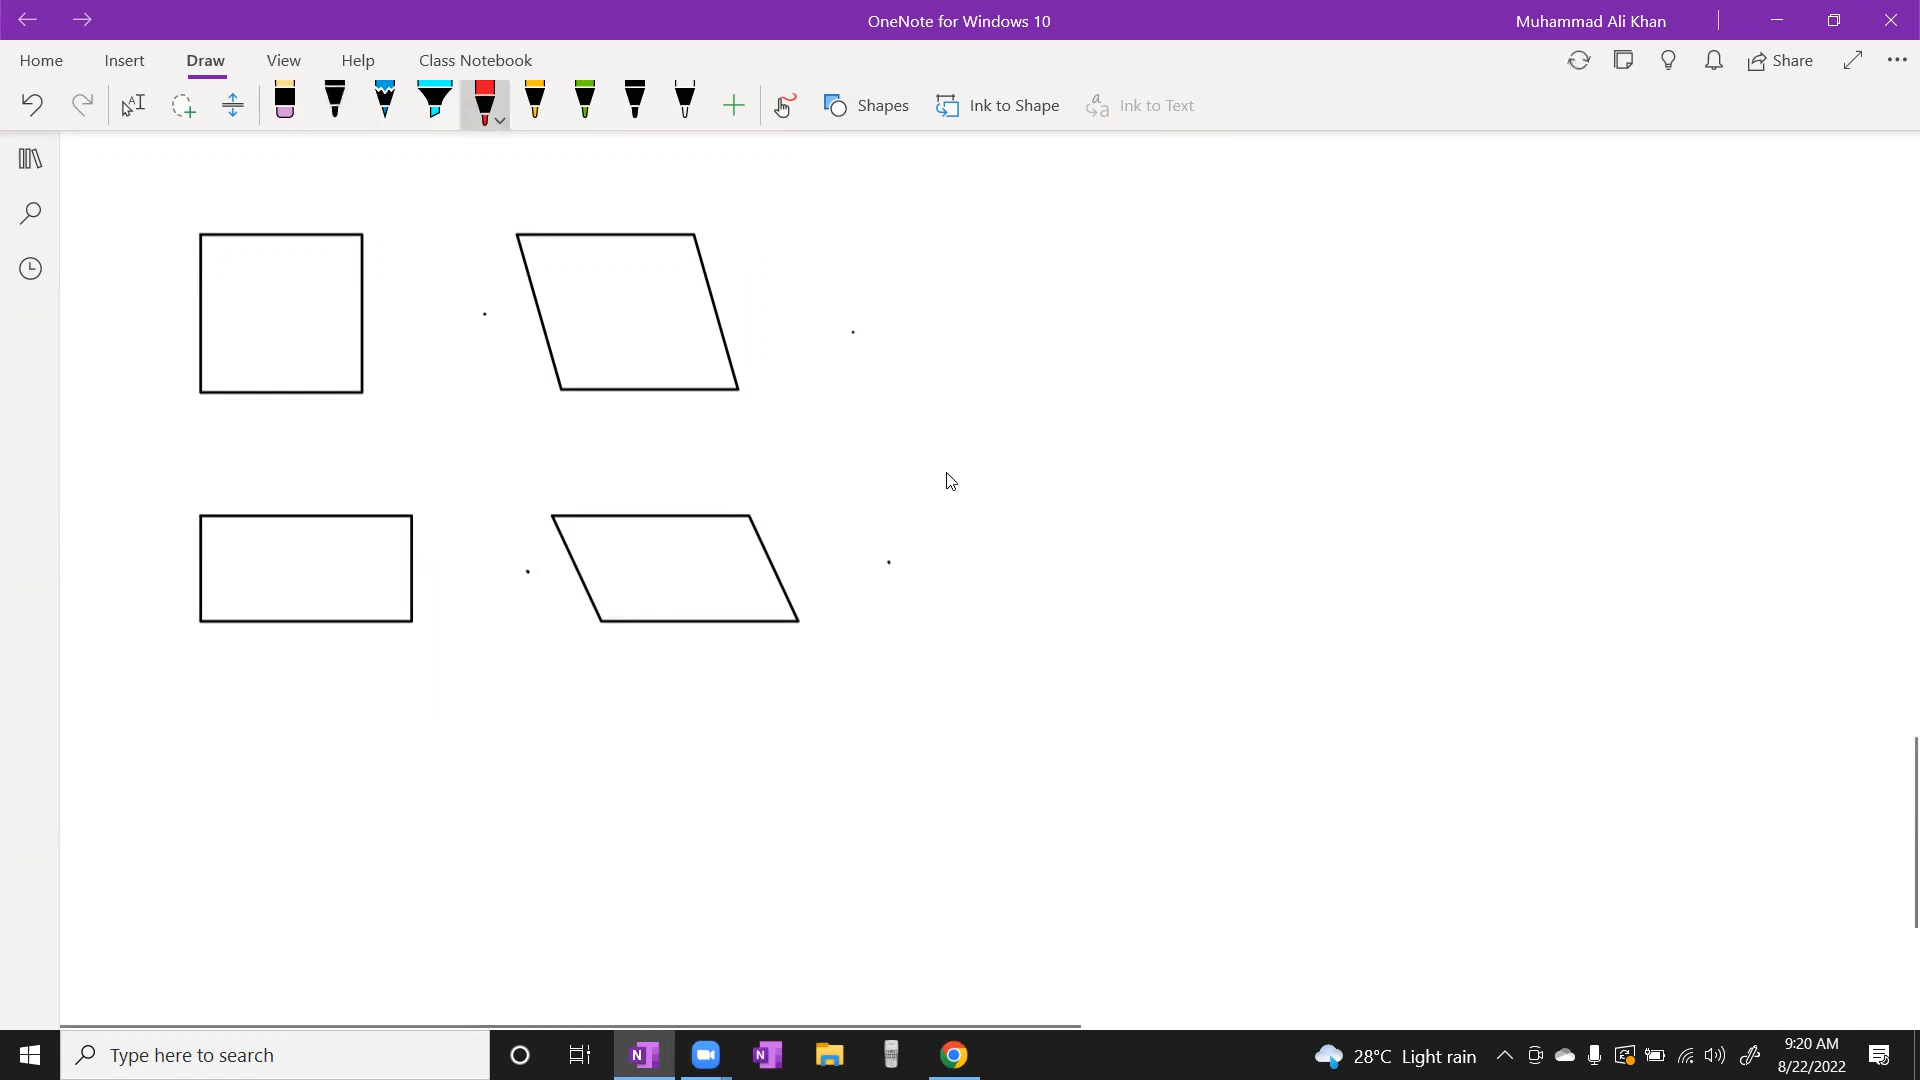 OneNote for Windows 10
Muhammad Ali Khan
Home Insert Draw View Help Class Notebook
Share
Shapes Ink to Shape Ink to Text
Type here to search
28°C Light rain
9:20 AM
8/22/2022